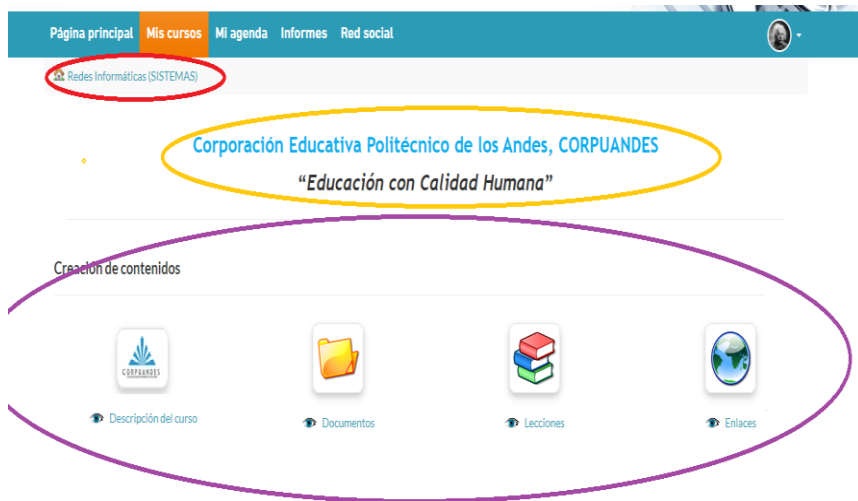 Página principal Mis cursos Mi agenda Informes Red social
Redes Informáticas (SISTEMAS)
Corporación Educativa Politécnico de los Andes, CORPUANDES
“Educación con Calidad Humana”
Creación de contenidos
CORPUANDES
Descripción del curso Documentos Lecciones Enlaces